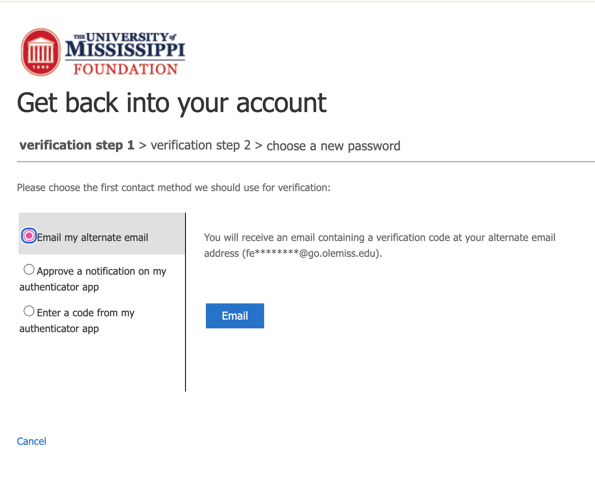 THE UNIVERSITY of
MISSISSIPPI
FOUNDATION
Get back into your account
verification step 1 > verification step 2 > choose a new password
Please choose the first contact method we should use for verification:
Email my alternate email
Approve a notification on my
authenticator app
Enter a code from my
authenticator app
You will receive an email containing a verification code at your alternate email
address (fe********@go.olemiss.edu).
Email
Cancel